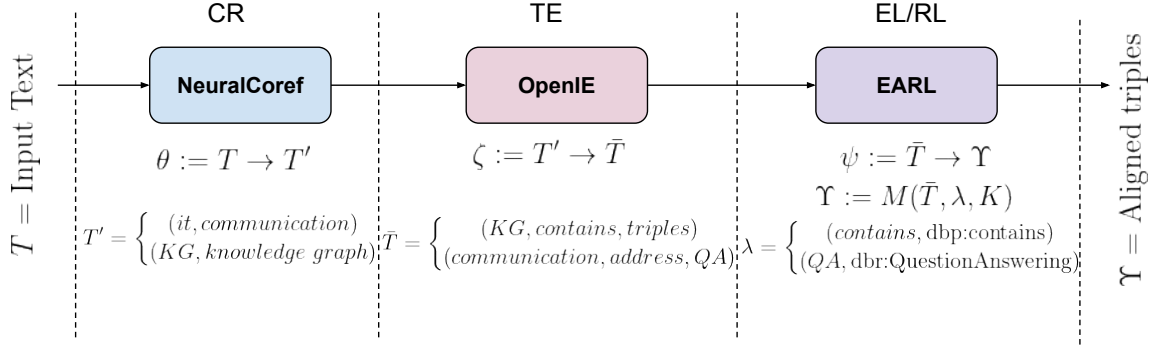 CR
TE
EL/RL
T = Input Text
NeuralCoref
OpenIE
EARL
Υ = Aligned triples
θ := T → T′
ζ := T′ → T̄
ψ := T̄ → Υ
Υ := M(T̄, λ, K)
T′ = { (it, communication)
(KG, knowledge graph)
T̄ = { (KG, contains, triples)
(communication, address, QA)
λ = { (contains, dbp:contains)
(QA, dbr:QuestionAnswering)